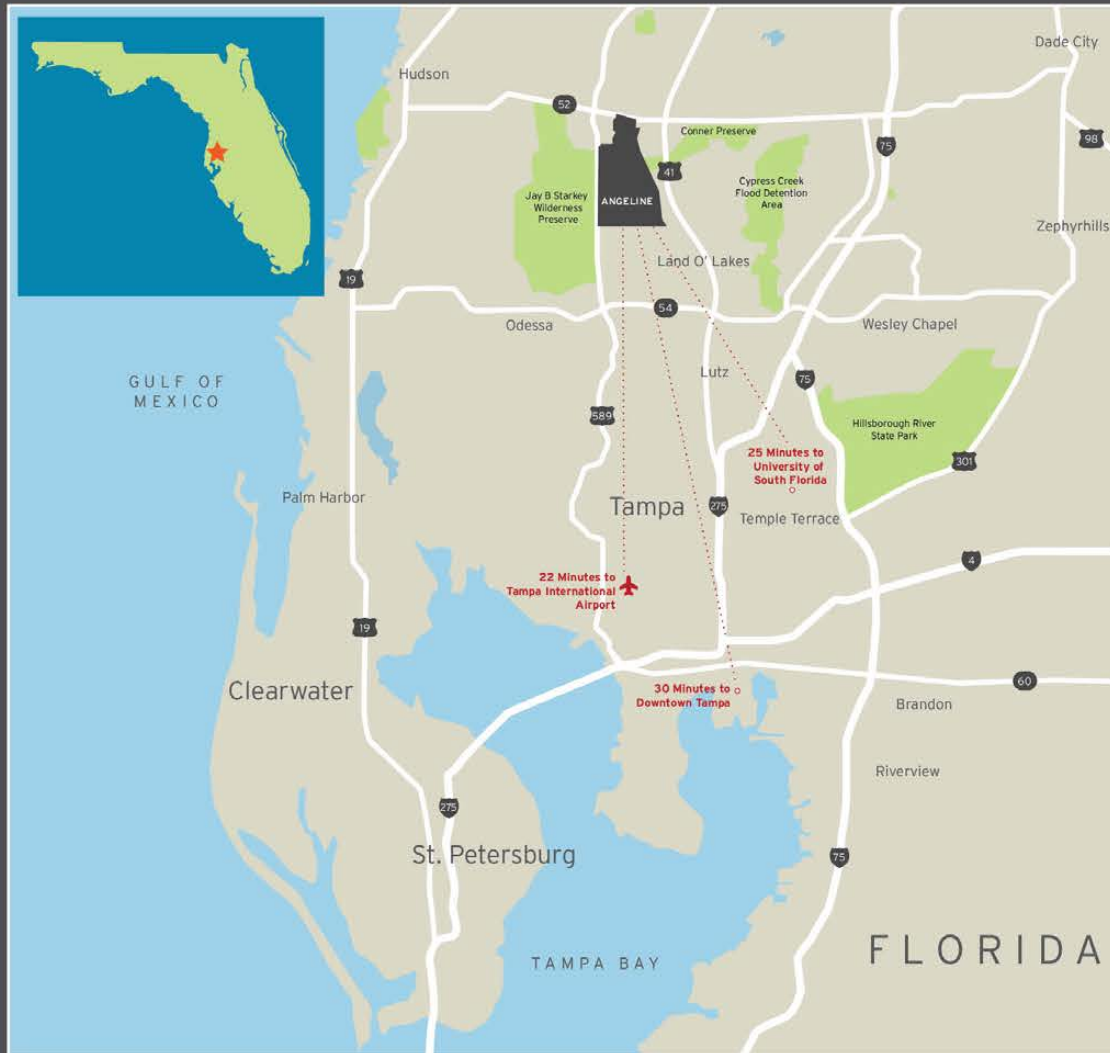 Dade City
Hudson
52
Conner Preserve
98
75
41
Cypress Creek
Flood Detention
Area
Jay B Starkey
Wilderness
Preserve
ANGELINE
Zephyrhills
Land O' Lakes
19
54
Odessa
Wesley Chapel
GULF OF
MEXICO
Lutz
75
589
Hillsborough River
State Park
25 Minutes to
University of
South Florida
301
Palm Harbor
Tampa
275
Temple Terrace
4
22 Minutes to
Tampa International
Airport
19
Clearwater
30 Minutes to
Downtown Tampa
60
Brandon
Riverview
275
St. Petersburg
75
FLORIDA
TAMPA BAY